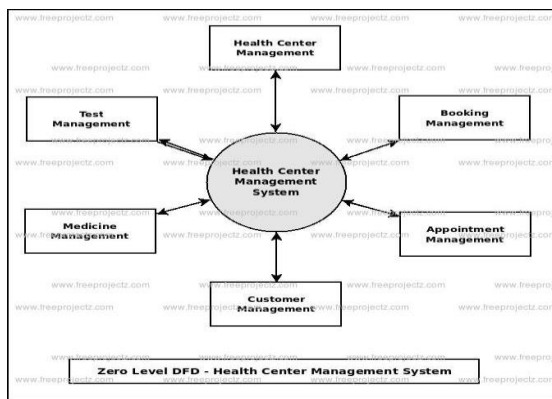 Health Center
Management
Test
Management
Booking
Management
Health Center
Management
System
Medicine
Management
Appointment
Management
Customer
Management
Zero Level DFD - Health Center Management System
www.freeprojectz.com